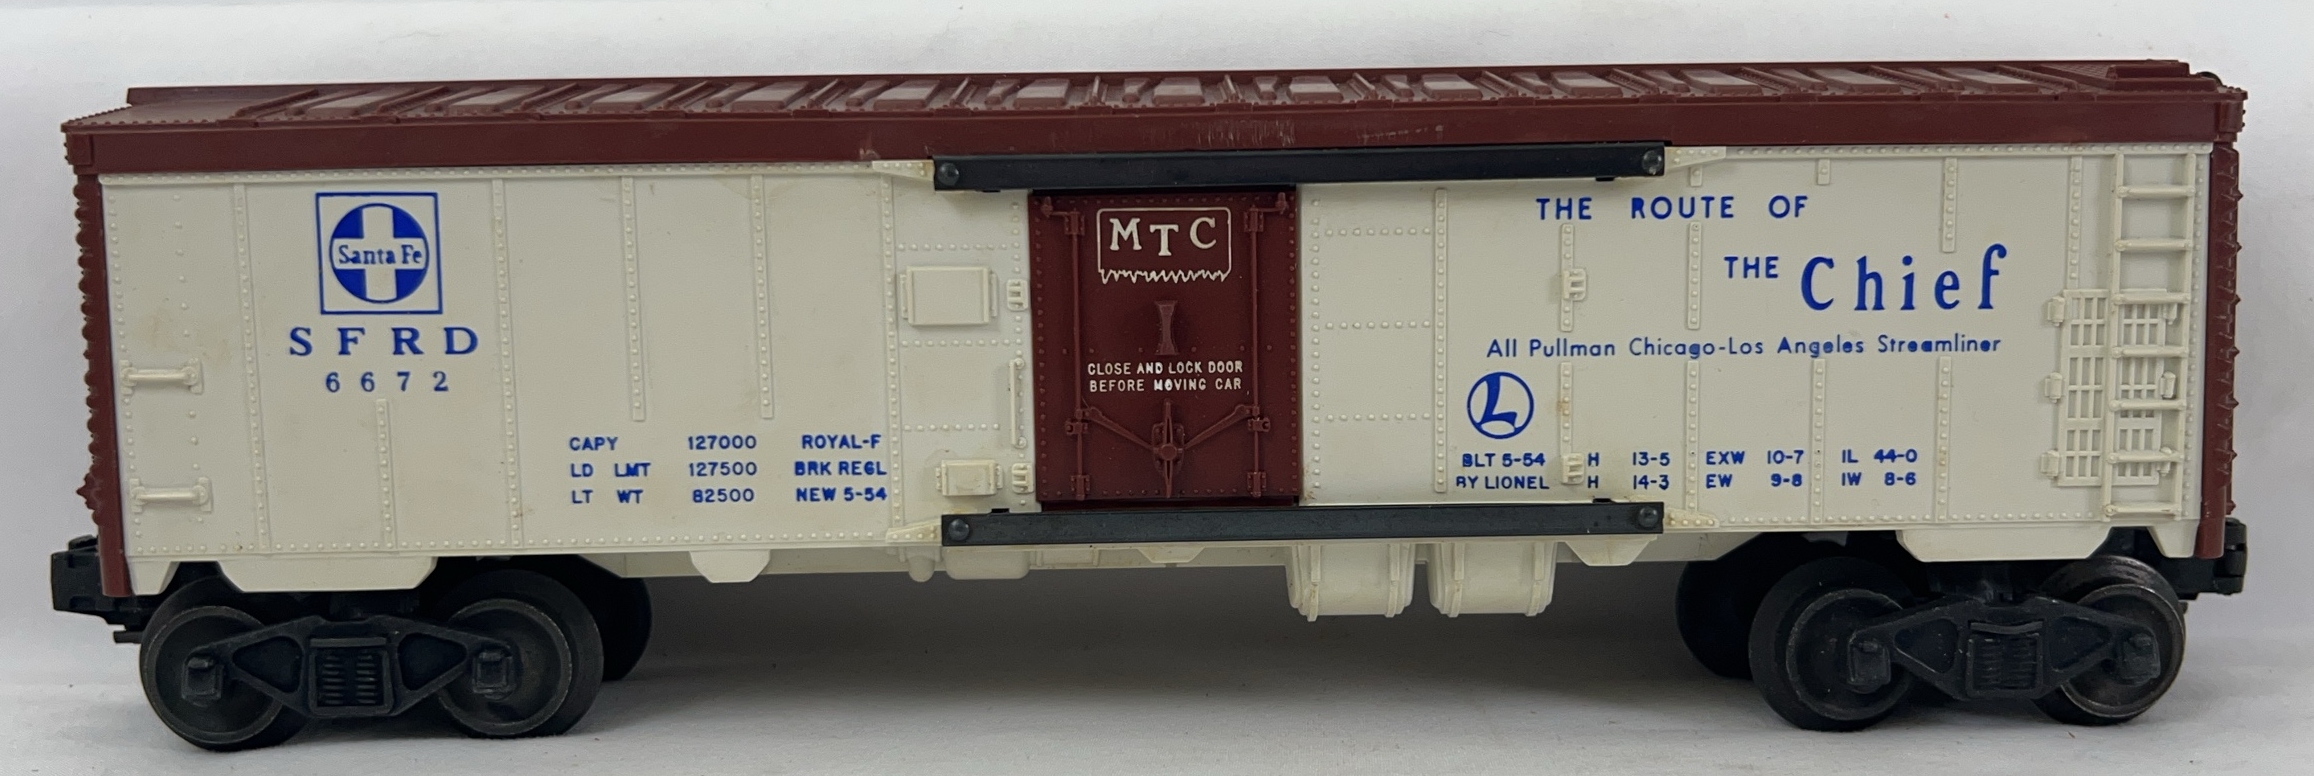 Santa Fe
SFRD
6672
CAPY 127000 ROYAL-F
LD LMT 127500 BRK REGL
LT WT 82500 NEW 5-54
MTC
CLOSE AND LOCK DOOR
BEFORE MOVING CAR
THE ROUTE OF
THE Chief
All Pullman Chicago-Los Angeles Streamliner
L
BLT 5-54 H 13-5 EXW 10-7 IL 44-0
BY LIONEL H 14-3 EW 9-8 IW 8-6